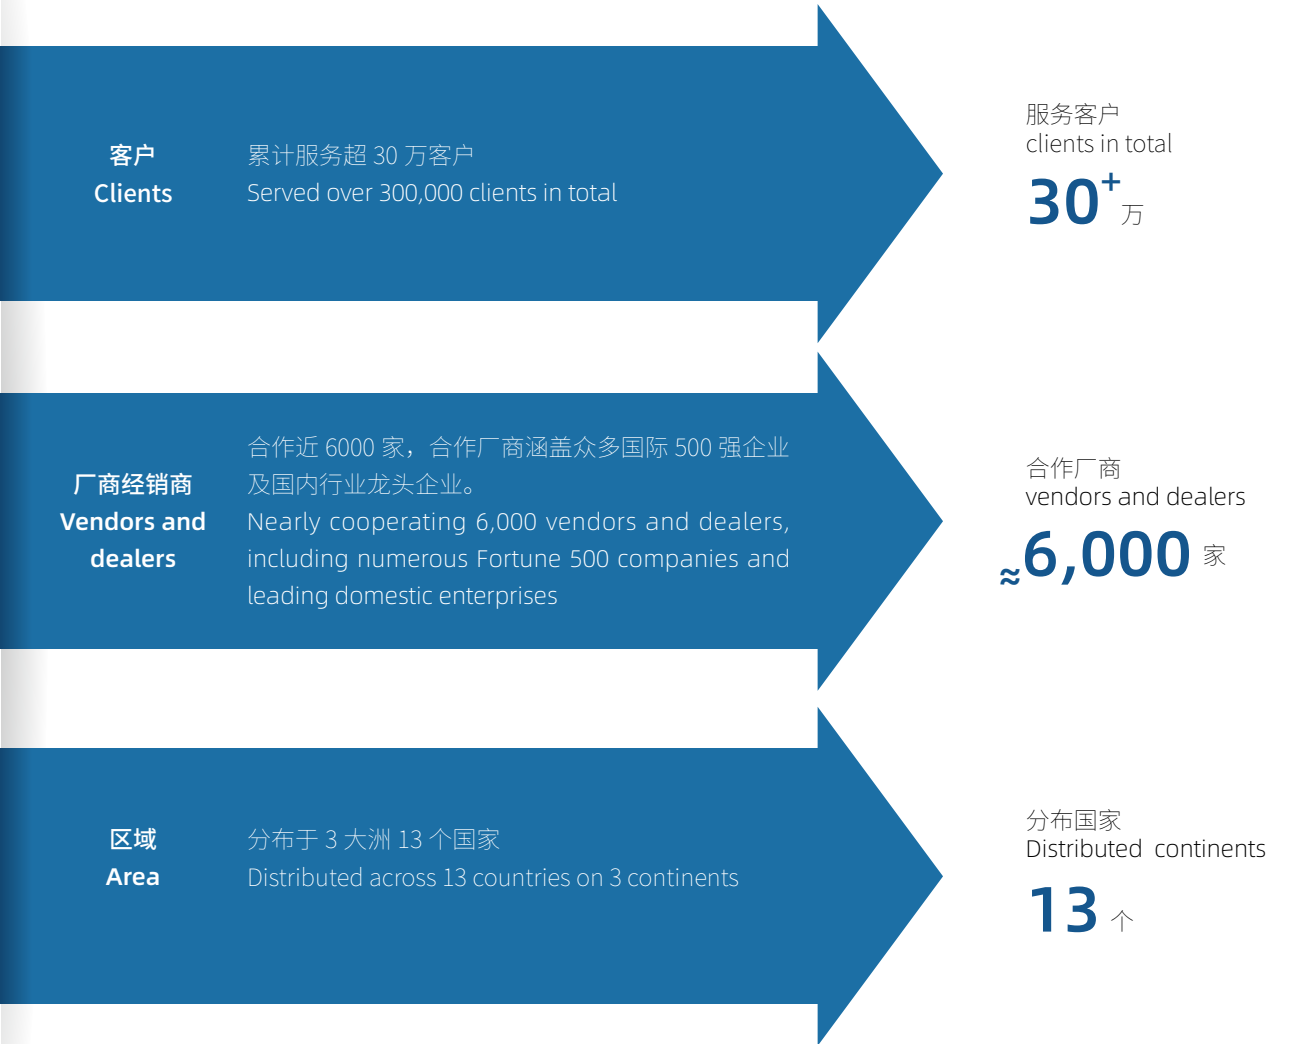 客户
Clients
累计服务超 30 万客户
Served over 300,000 clients in total
服务客户
clients in total
30+万
厂商经销商
Vendors and
dealers
合作近 6000 家，合作厂商涵盖众多国际 500 强企业
及国内行业龙头企业。
Nearly cooperating 6,000 vendors and dealers,
including numerous Fortune 500 companies and
leading domestic enterprises
合作厂商
vendors and dealers
≈6,000 家
区域
Area
分布于 3 大洲 13 个国家
Distributed across 13 countries on 3 continents
分布国家
Distributed continents
13 个